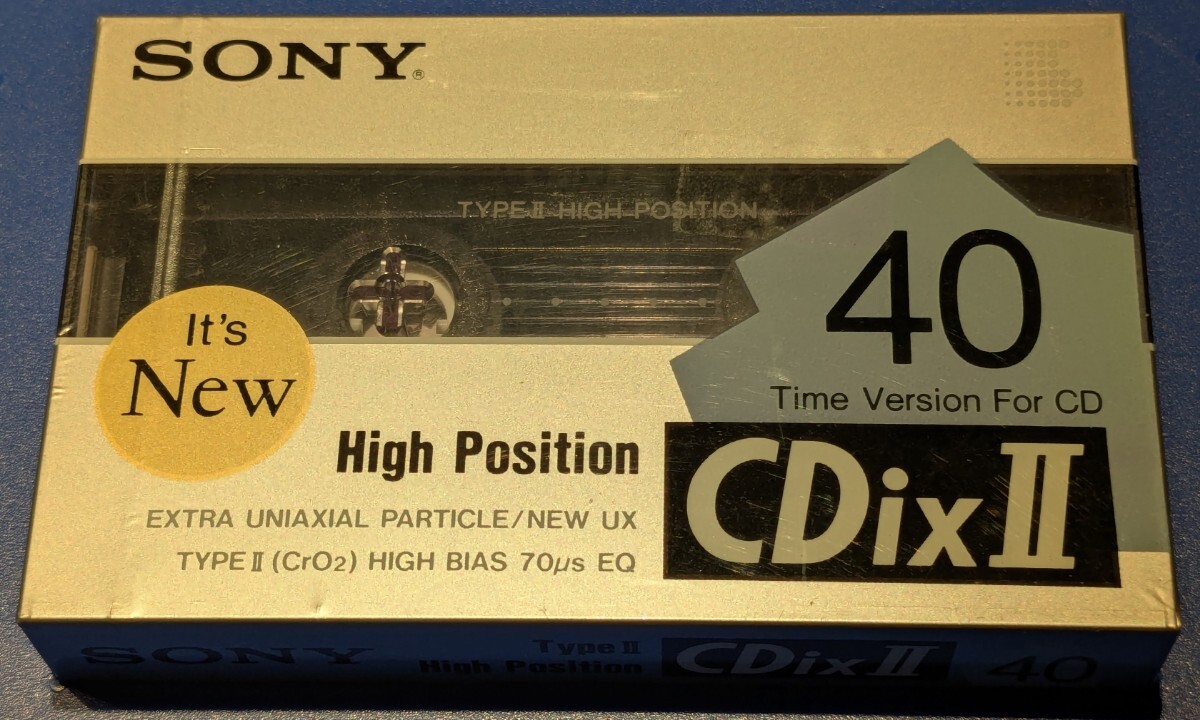 SONY®
TYPE II HIGH POSITION
40
Time Version For CD
It's
New
High Position
CDix II
EXTRA UNIAXIAL PARTICLE/NEW UX
TYPE II (CrO2) HIGH BIAS 70μs EQ
SONY
Type II
High Position
CDix II
40